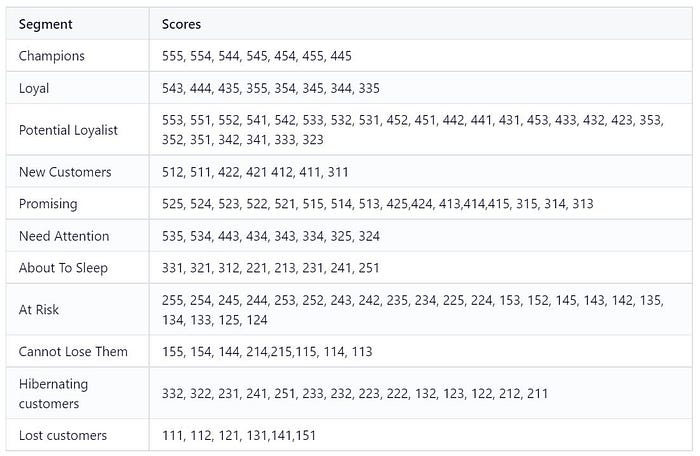 Segment Scores
Champions 555, 554, 544, 545, 454, 455, 445
Loyal 543, 444, 435, 355, 354, 345, 344, 335
Potential Loyalist 553, 551, 552, 541, 542, 533, 532, 531, 452, 451, 442, 441, 431, 453, 433, 432, 423, 353,
352, 351, 342, 341, 333, 323
New Customers 512, 511, 422, 421 412, 411, 311
Promising 525, 524, 523, 522, 521, 515, 514, 513, 425,424, 413,414,415, 315, 314, 313
Need Attention 535, 534, 443, 434, 343, 334, 325, 324
About To Sleep 331, 321, 312, 221, 213, 231, 241, 251
At Risk 255, 254, 245, 244, 253, 252, 243, 242, 235, 234, 225, 224, 153, 152, 145, 143, 142, 135,
134, 133, 125, 124
Cannot Lose Them 155, 154, 144, 214,215,115, 114, 113
Hibernating
customers 332, 322, 231, 241, 251, 233, 232, 223, 222, 132, 123, 122, 212, 211
Lost customers 111, 112, 121, 131,141,151